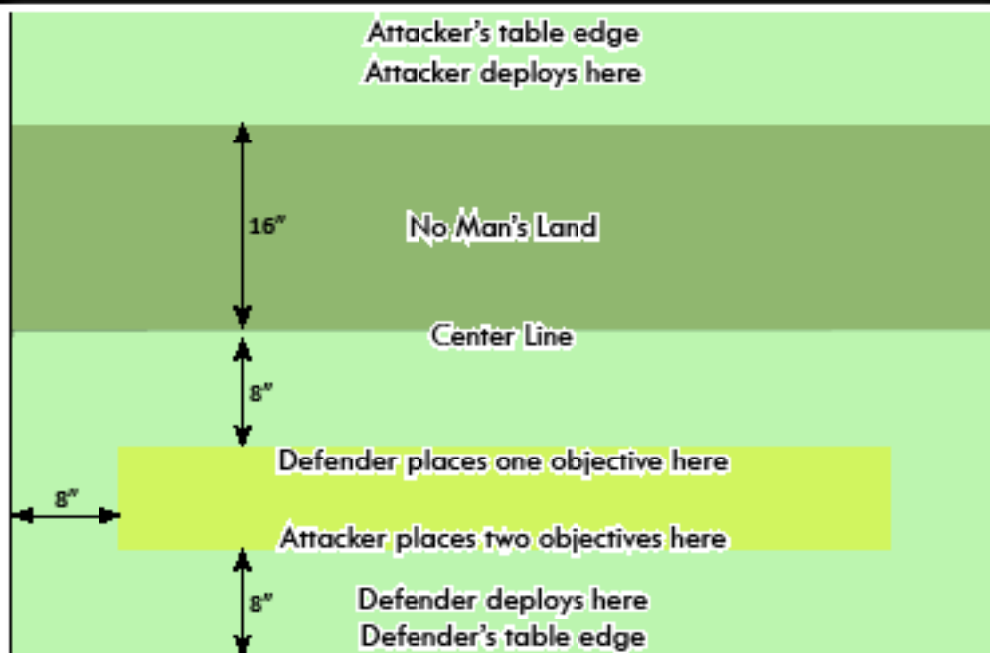 Attacker's table edge
Attacker deploys here
16″
No Man's Land
Center Line
8″
Defender places one objective here
8″
Attacker places two objectives here
8″
Defender deploys here
Defender's table edge